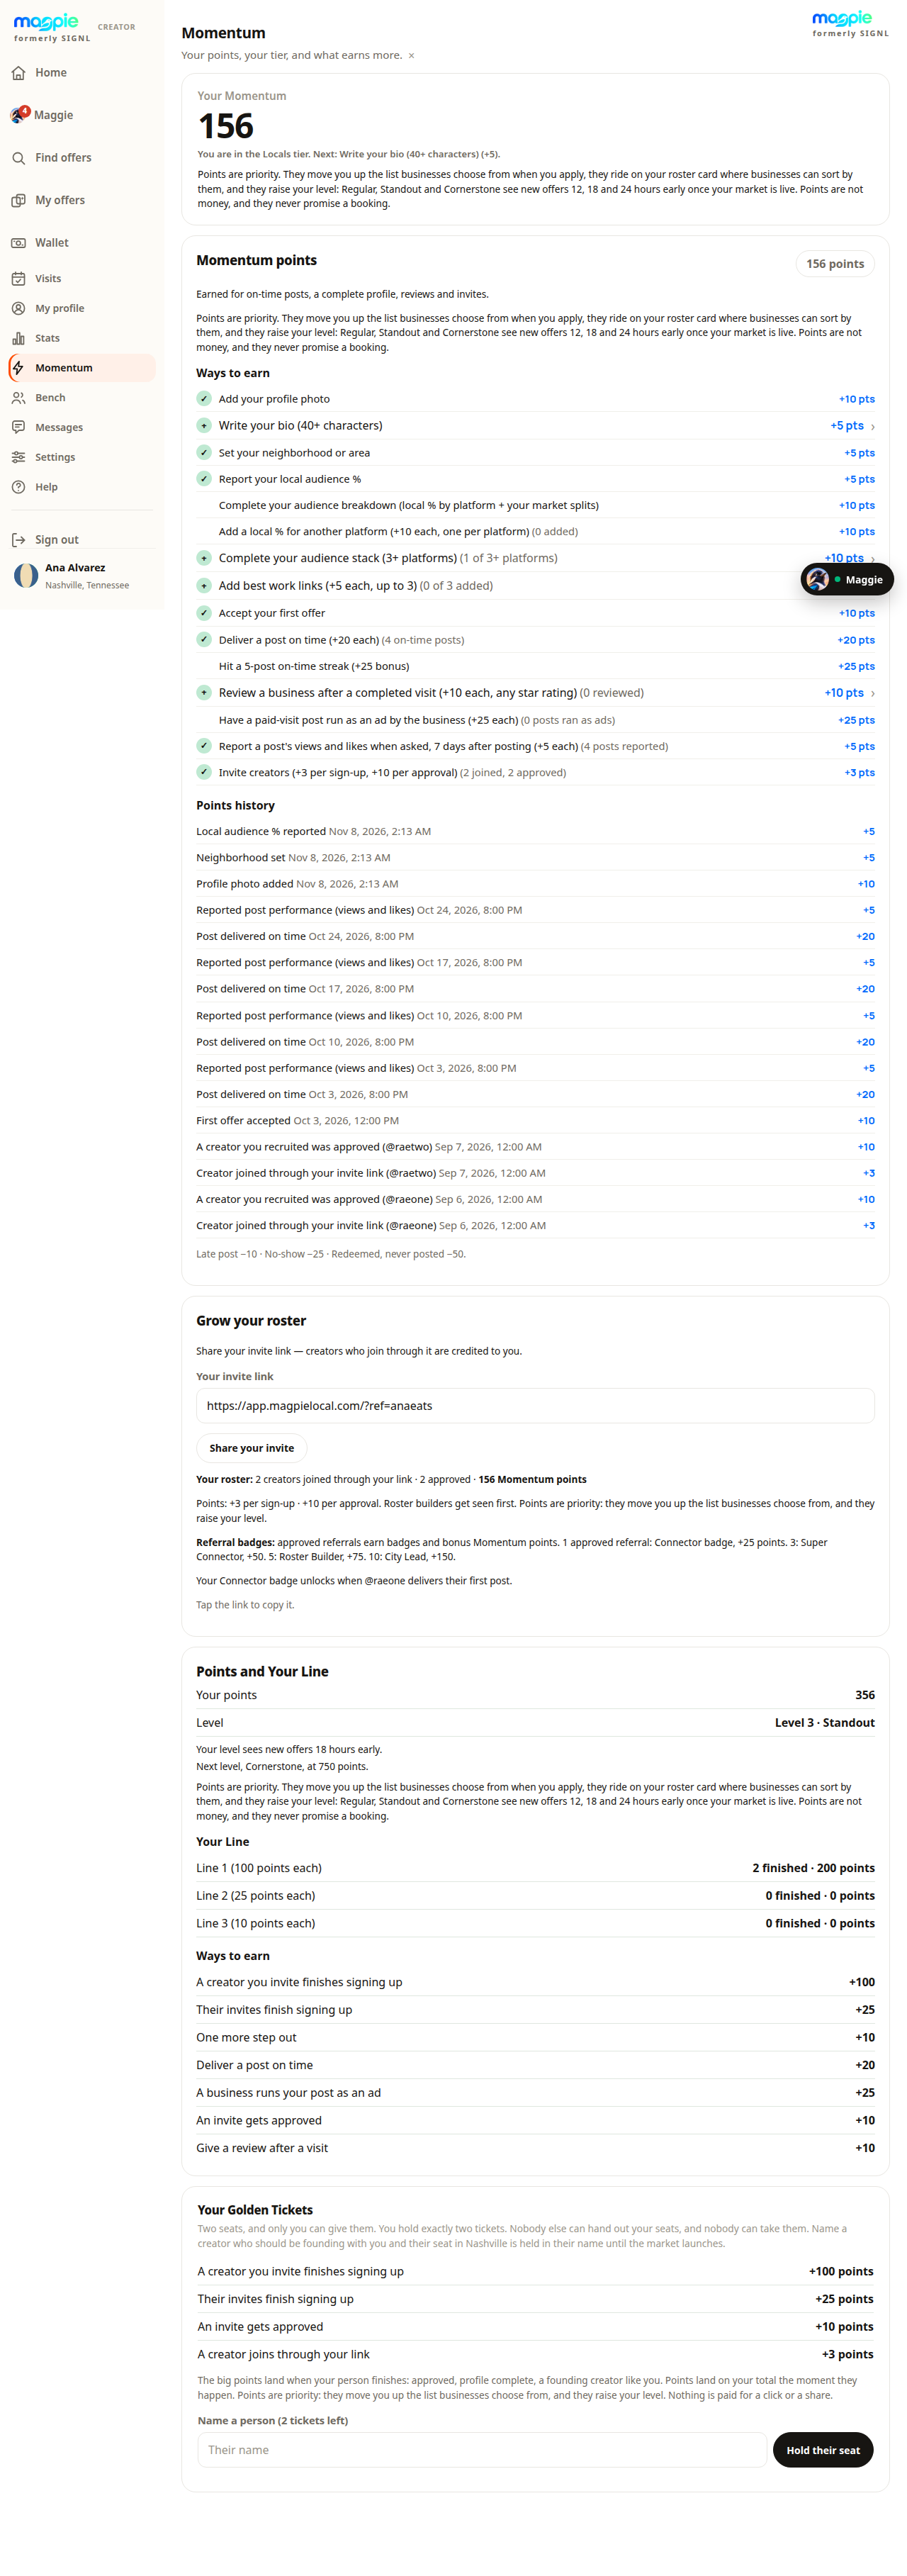 magpie CREATOR
formerly SIGNL
Home
4
Maggie
Find offers
My offers
Wallet
Visits
My profile
Stats
Momentum
Bench
Messages
Settings
Help
Sign out
Ana Alvarez
Nashville, Tennessee
magpie
formerly SIGNL
Momentum
Your points, your tier, and what earns more. ×
Your Momentum
156
You are in the Locals tier. Next: Write your bio (40+ characters) (+5).
Points are priority. They move you up the list businesses choose from when you apply, they ride on your roster card where businesses can sort by
them, and they raise your level: Regular, Standout and Cornerstone see new offers 12, 18 and 24 hours early once your market is live. Points are not
money, and they never promise a booking.
Momentum points
156 points
Earned for on-time posts, a complete profile, reviews and invites.
Points are priority. They move you up the list businesses choose from when you apply, they ride on your roster card where businesses can sort by
them, and they raise your level: Regular, Standout and Cornerstone see new offers 12, 18 and 24 hours early once your market is live. Points are not
money, and they never promise a booking.
Ways to earn
✓ Add your profile photo +10 pts
+ Write your bio (40+ characters) +5 pts ›
✓ Set your neighborhood or area +5 pts
✓ Report your local audience % +5 pts
Complete your audience breakdown (local % by platform + your market splits) +10 pts
Add a local % for another platform (+10 each, one per platform) (0 added) +10 pts
+ Complete your audience stack (3+ platforms) (1 of 3+ platforms) +10 pts ›
+ Add best work links (+5 each, up to 3) (0 of 3 added)
Maggie
✓ Accept your first offer +10 pts
✓ Deliver a post on time (+20 each) (4 on-time posts) +20 pts
Hit a 5-post on-time streak (+25 bonus) +25 pts
+ Review a business after a completed visit (+10 each, any star rating) (0 reviewed) +10 pts ›
Have a paid-visit post run as an ad by the business (+25 each) (0 posts ran as ads) +25 pts
✓ Report a post's views and likes when asked, 7 days after posting (+5 each) (4 posts reported) +5 pts
✓ Invite creators (+3 per sign-up, +10 per approval) (2 joined, 2 approved) +3 pts
Points history
Local audience % reported Nov 8, 2026, 2:13 AM +5
Neighborhood set Nov 8, 2026, 2:13 AM +5
Profile photo added Nov 8, 2026, 2:13 AM +10
Reported post performance (views and likes) Oct 24, 2026, 8:00 PM +5
Post delivered on time Oct 24, 2026, 8:00 PM +20
Reported post performance (views and likes) Oct 17, 2026, 8:00 PM +5
Post delivered on time Oct 17, 2026, 8:00 PM +20
Reported post performance (views and likes) Oct 10, 2026, 8:00 PM +5
Post delivered on time Oct 10, 2026, 8:00 PM +20
Reported post performance (views and likes) Oct 3, 2026, 8:00 PM +5
Post delivered on time Oct 3, 2026, 8:00 PM +20
First offer accepted Oct 3, 2026, 12:00 PM +10
A creator you recruited was approved (@raetwo) Sep 7, 2026, 12:00 AM +10
Creator joined through your invite link (@raetwo) Sep 7, 2026, 12:00 AM +3
A creator you recruited was approved (@raeone) Sep 6, 2026, 12:00 AM +10
Creator joined through your invite link (@raeone) Sep 6, 2026, 12:00 AM +3
Late post −10 · No-show −25 · Redeemed, never posted −50.
Grow your roster
Share your invite link — creators who join through it are credited to you.
Your invite link
https://app.magpielocal.com/?ref=anaeats
Share your invite
Your roster: 2 creators joined through your link · 2 approved · 156 Momentum points
Points: +3 per sign-up · +10 per approval. Roster builders get seen first. Points are priority: they move you up the list businesses choose from, and they
raise your level.
Referral badges: approved referrals earn badges and bonus Momentum points. 1 approved referral: Connector badge, +25 points. 3: Super
Connector, +50. 5: Roster Builder, +75. 10: City Lead, +150.
Your Connector badge unlocks when @raeone delivers their first post.
Tap the link to copy it.
Points and Your Line
Your points 356
Level Level 3 · Standout
Your level sees new offers 18 hours early.
Next level, Cornerstone, at 750 points.
Points are priority. They move you up the list businesses choose from when you apply, they ride on your roster card where businesses can sort by
them, and they raise your level: Regular, Standout and Cornerstone see new offers 12, 18 and 24 hours early once your market is live. Points are not
money, and they never promise a booking.
Your Line
Line 1 (100 points each) 2 finished · 200 points
Line 2 (25 points each) 0 finished · 0 points
Line 3 (10 points each) 0 finished · 0 points
Ways to earn
A creator you invite finishes signing up +100
Their invites finish signing up +25
One more step out +10
Deliver a post on time +20
A business runs your post as an ad +25
An invite gets approved +10
Give a review after a visit +10
Your Golden Tickets
Two seats, and only you can give them. You hold exactly two tickets. Nobody else can hand out your seats, and nobody can take them. Name a
creator who should be founding with you and their seat in Nashville is held in their name until the market launches.
A creator you invite finishes signing up +100 points
Their invites finish signing up +25 points
An invite gets approved +10 points
A creator joins through your link +3 points
The big points land when your person finishes: approved, profile complete, a founding creator like you. Points land on your total the moment they
happen. Points are priority: they move you up the list businesses choose from, and they raise your level. Nothing is paid for a click or a share.
Name a person (2 tickets left)
Their name
Hold their seat